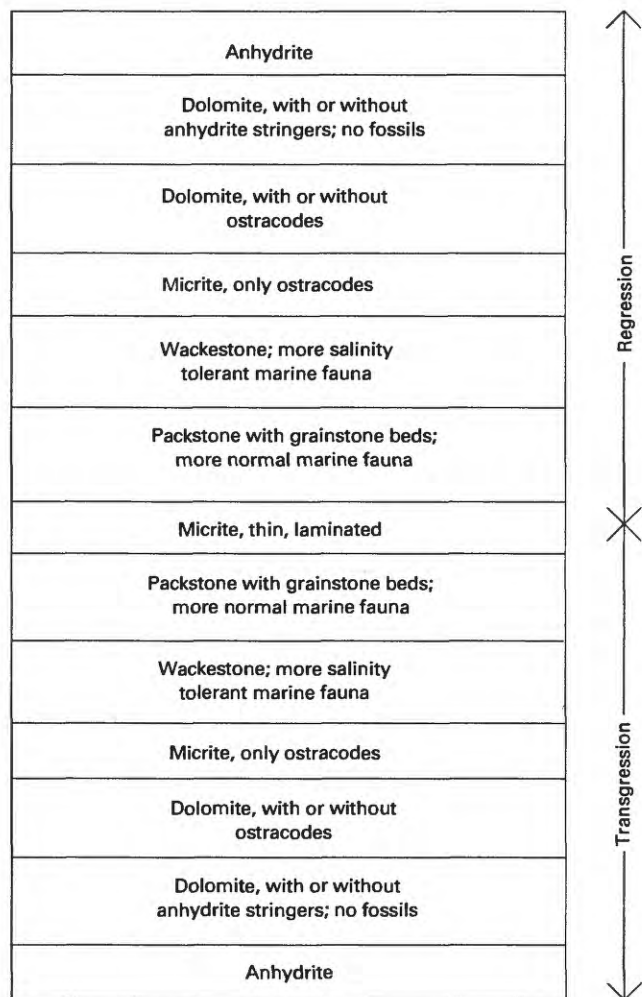 Anhydrite
Dolomite, with or without
anhydrite stringers; no fossils
Dolomite, with or without
ostracodes
Micrite, only ostracodes
Wackestone; more salinity
tolerant marine fauna
Packstone with grainstone beds;
more normal marine fauna
Micrite, thin, laminated
Packstone with grainstone beds;
more normal marine fauna
Wackestone; more salinity
tolerant marine fauna
Micrite, only ostracodes
Dolomite, with or without
ostracodes
Dolomite, with or without
anhydrite stringers; no fossils
Anhydrite
Regression
Transgression